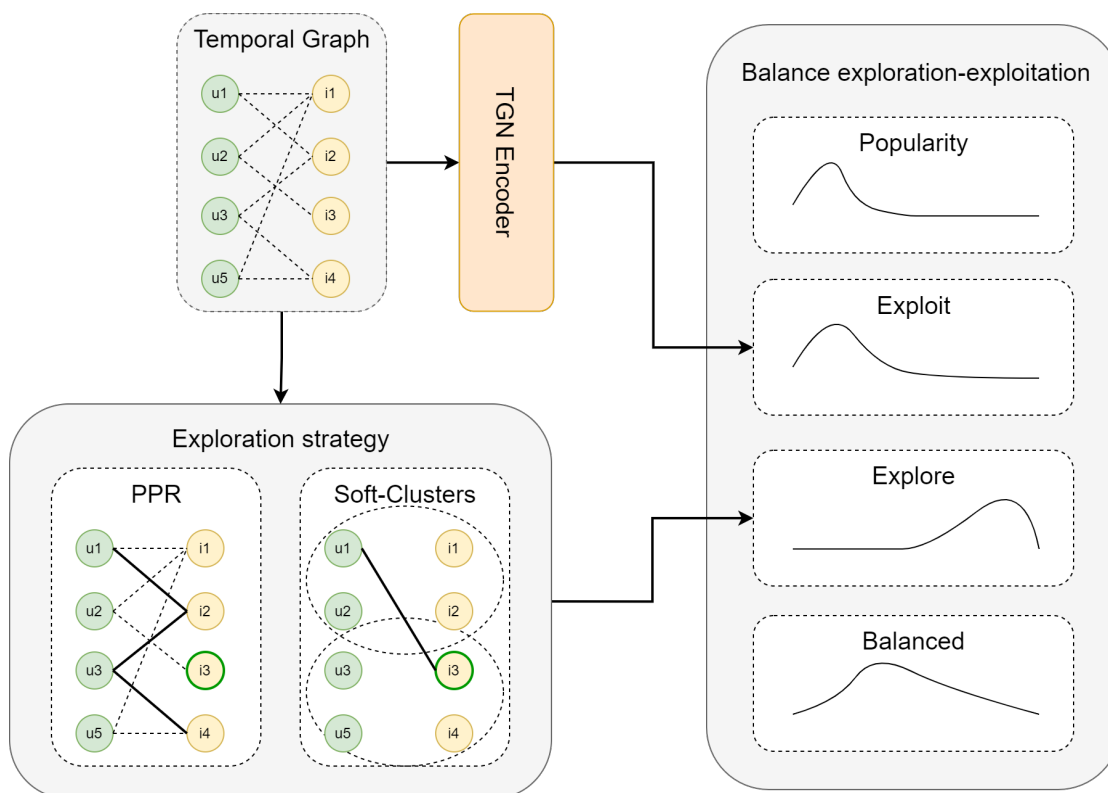 Temporal Graph
u1 i1
u2 i2
u3 i3
u5 i4
TGN Encoder
Balance exploration-exploitation
Popularity
Exploit
Explore
Balanced
Exploration strategy
PPR
u1 i1
u2 i2
u3 i3
u5 i4
Soft-Clusters
u1 i1
u2 i2
u3 i3
u5 i4